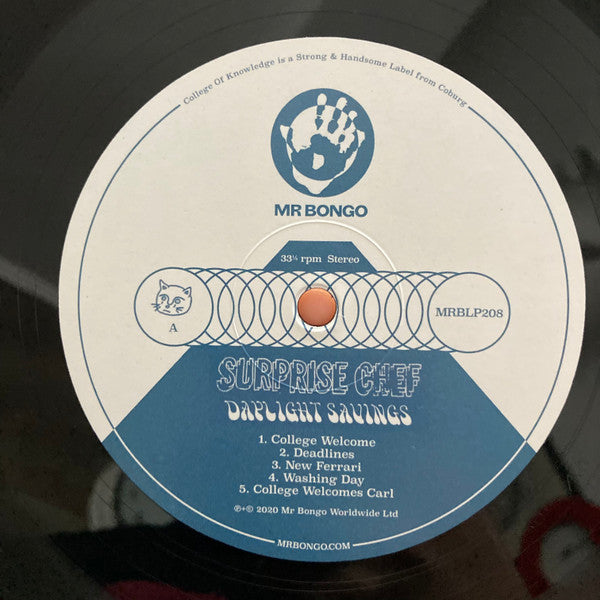 College Of Knowledge is a Strong & Handsome Label from Coburg
MR BONGO
33⅓ rpm Stereo
A
MRBLP208
SURPRISE CHEF
DAYLIGHT SAVINGS
1. College Welcome
2. Deadlines
3. New Ferrari
4. Washing Day
5. College Welcomes Carl
℗+© 2020 Mr Bongo Worldwide Ltd
MRBONGO.COM